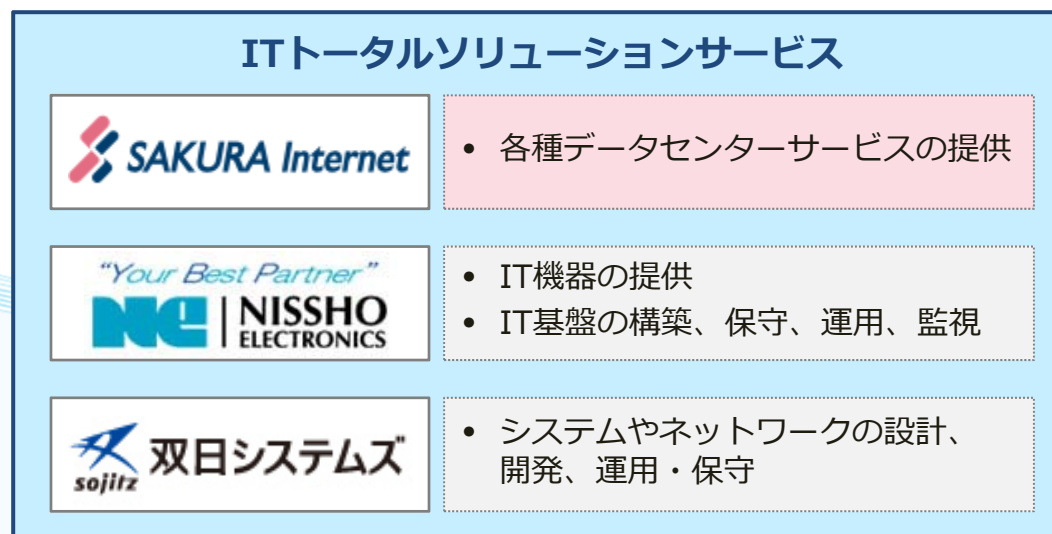 ITトータルソリューションサービス
SAKURA Internet
• 各種データセンターサービスの提供
"Your Best Partner"
Ne NISSHO
ELECTRONICS
• IT機器の提供
• IT基盤の構築、保守、運用、監視
sojitz 双日システムズ
• システムやネットワークの設計、
開発、運用・保守